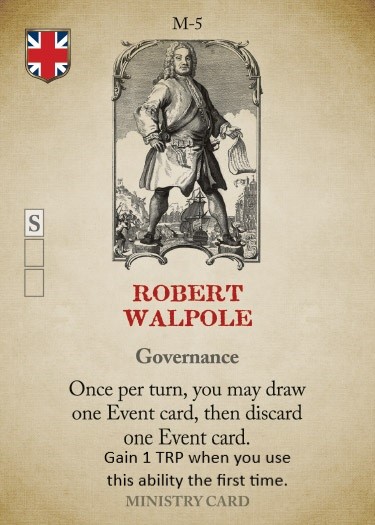 M-5
S
ROBERT
WALPOLE
Governance
Once per turn, you may draw
one Event card, then discard
one Event card.
Gain 1 TRP when you use
this ability the first time.
MINISTRY CARD